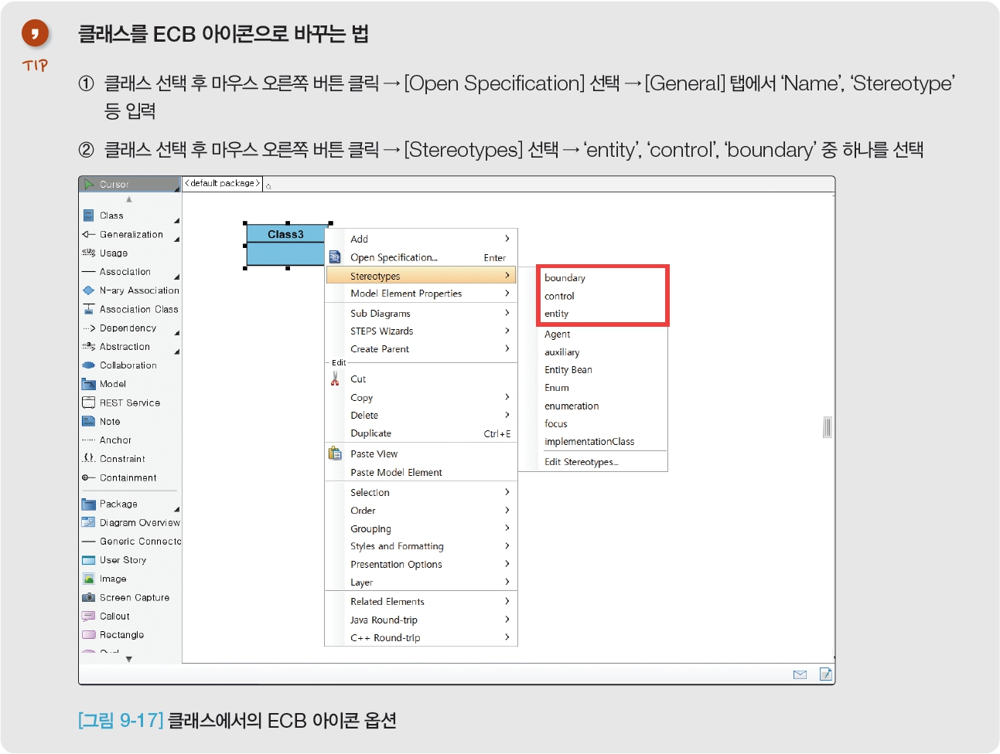 클래스를 ECB 아이콘으로 바꾸는 법
TIP
① 클래스 선택 후 마우스 오른쪽 버튼 클릭 → [Open Specification] 선택 → [General] 탭에서 ‘Name’, ‘Stereotype’
등 입력
② 클래스 선택 후 마우스 오른쪽 버튼 클릭 → [Stereotypes] 선택 → ‘entity’, ‘control’, ‘boundary’ 중 하나를 선택
Cursor
<default package>
Class
Generalization
Usage
Association
N-ary Association
Association Class
Dependency
Abstraction
Collaboration
Model
REST Service
Note
Anchor
Constraint
Containment
Package
Diagram Overview
Generic Connecto
User Story
Image
Screen Capture
Callout
Rectangle
Class3
Add
Open Specification... Enter
Stereotypes
Model Element Properties
Sub Diagrams
STEPS Wizards
Create Parent
Edit
Cut
Copy
Delete
Duplicate Ctrl+E
Paste View
Paste Model Element
Selection
Order
Grouping
Styles and Formatting
Presentation Options
Layer
Related Elements
Java Round-trip
C++ Round-trip
boundary
control
entity
Agent
auxiliary
Entity Bean
Enum
enumeration
focus
implementationClass
Edit Stereotypes...
[그림 9-17] 클래스에서의 ECB 아이콘 옵션